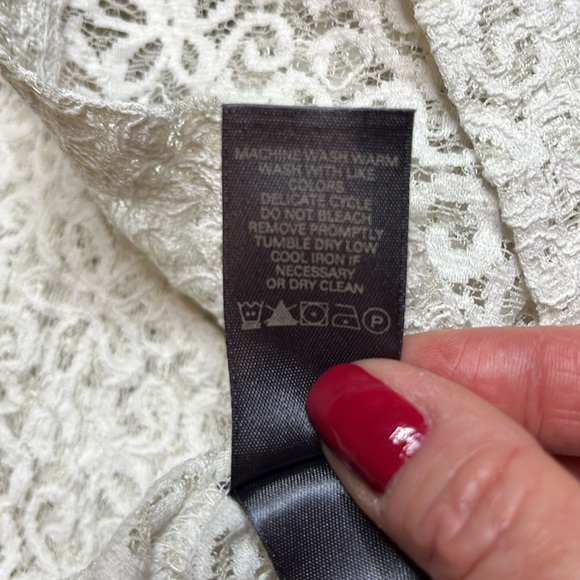 MACHINE WASH WARM
WASH WITH LIKE
COLORS
DELICATE CYCLE
DO NOT BLEACH
REMOVE PROMPTLY
TUMBLE DRY LOW
COOL IRON IF
NECESSARY
OR DRY CLEAN
P